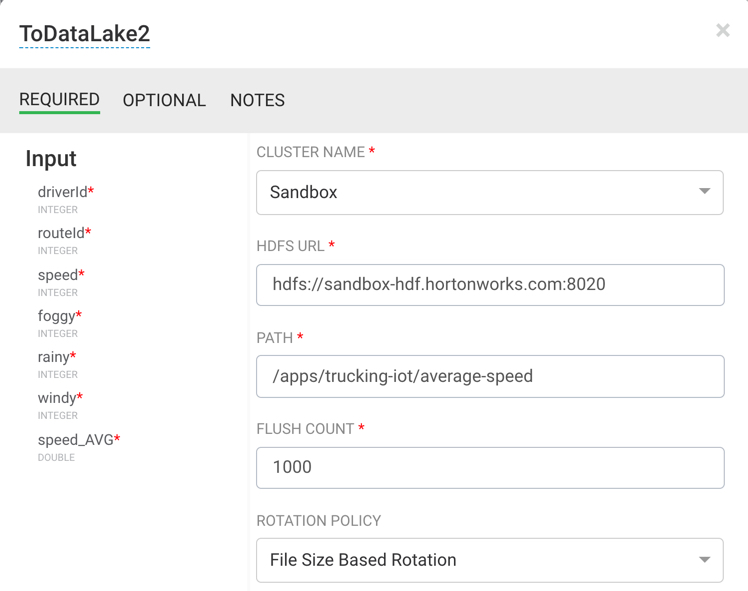 ToDataLake2
×
REQUIRED OPTIONAL NOTES
Input
driverId*
INTEGER
routeId*
INTEGER
speed*
INTEGER
foggy*
INTEGER
rainy*
INTEGER
windy*
INTEGER
speed_AVG*
DOUBLE
CLUSTER NAME *
Sandbox
HDFS URL *
hdfs://sandbox-hdf.hortonworks.com:8020
PATH *
/apps/trucking-iot/average-speed
FLUSH COUNT *
1000
ROTATION POLICY
File Size Based Rotation